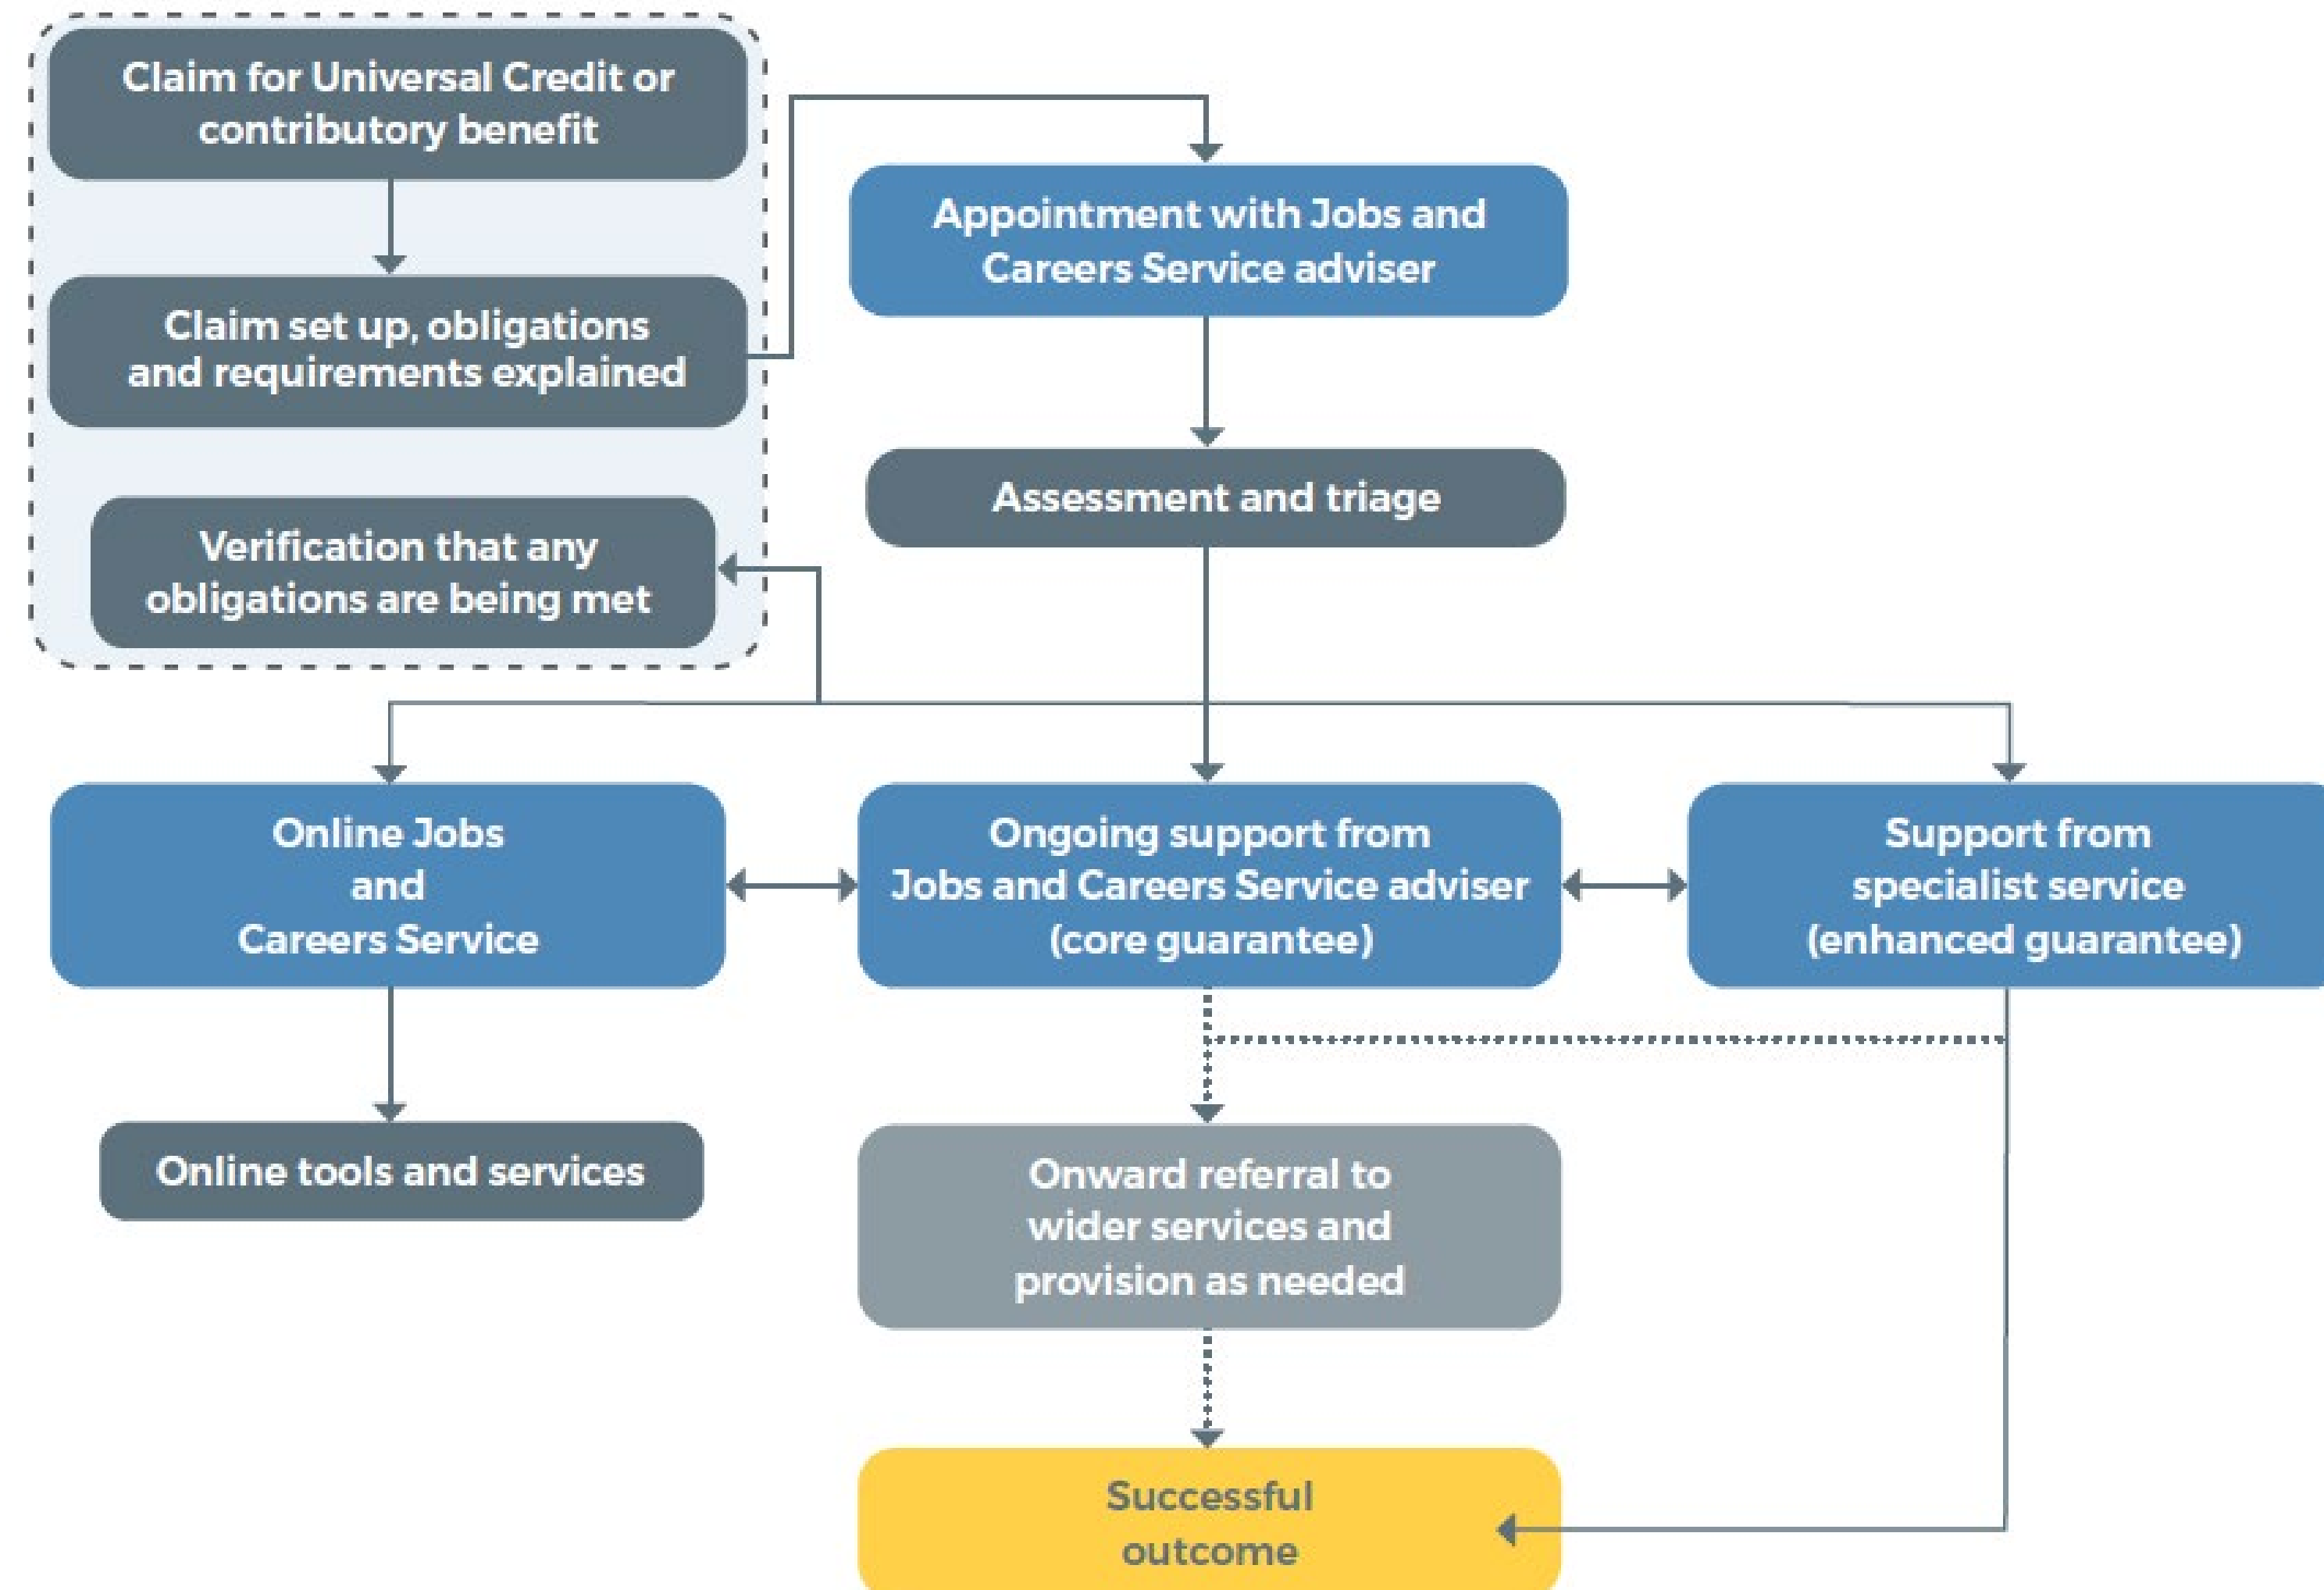 Claim for Universal Credit or
contributory benefit
Claim set up, obligations
and requirements explained
Verification that any
obligations are being met
Appointment with Jobs and
Careers Service adviser
Assessment and triage
Online Jobs
and
Careers Service
Ongoing support from
Jobs and Careers Service adviser
(core guarantee)
Support from
specialist service
(enhanced guarantee)
Online tools and services
Onward referral to
wider services and
provision as needed
Successful
outcome